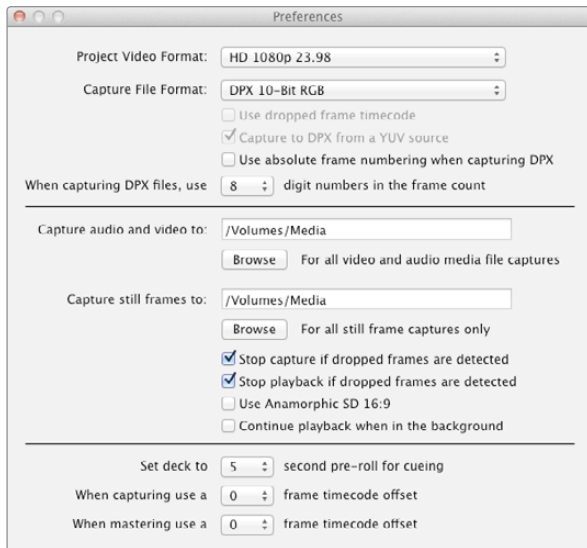 Preferences
Project Video Format: HD 1080p 23.98
Capture File Format: DPX 10-Bit RGB
Use dropped frame timecode
Capture to DPX from a YUV source
Use absolute frame numbering when capturing DPX
When capturing DPX files, use 8 digit numbers in the frame count
Capture audio and video to: /Volumes/Media
Browse For all video and audio media file captures
Capture still frames to: /Volumes/Media
Browse For all still frame captures only
Stop capture if dropped frames are detected
Stop playback if dropped frames are detected
Use Anamorphic SD 16:9
Continue playback when in the background
Set deck to 5 second pre-roll for cueing
When capturing use a 0 frame timecode offset
When mastering use a 0 frame timecode offset